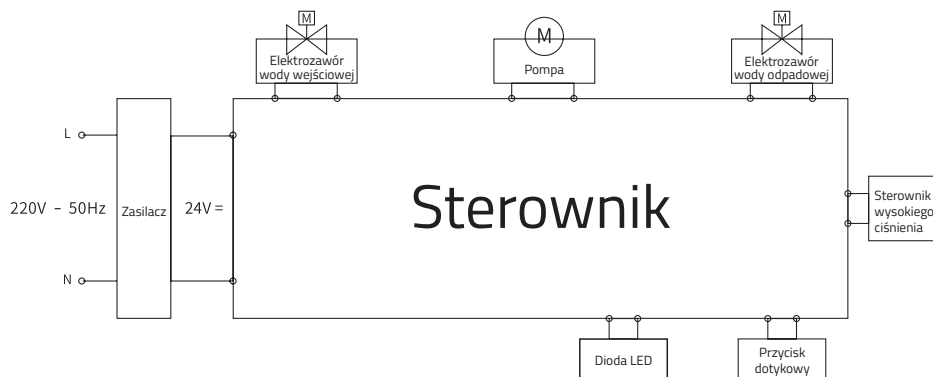 M
M
M
Elektrozawór
wody wejściowej
Pompa
Elektrozawór
wody odpadowej
L
220V - 50Hz
Zasilacz
24V =
Sterownik
Sterownik
wysokiego
ciśnienia
N
Dioda LED
Przycisk
dotykowy